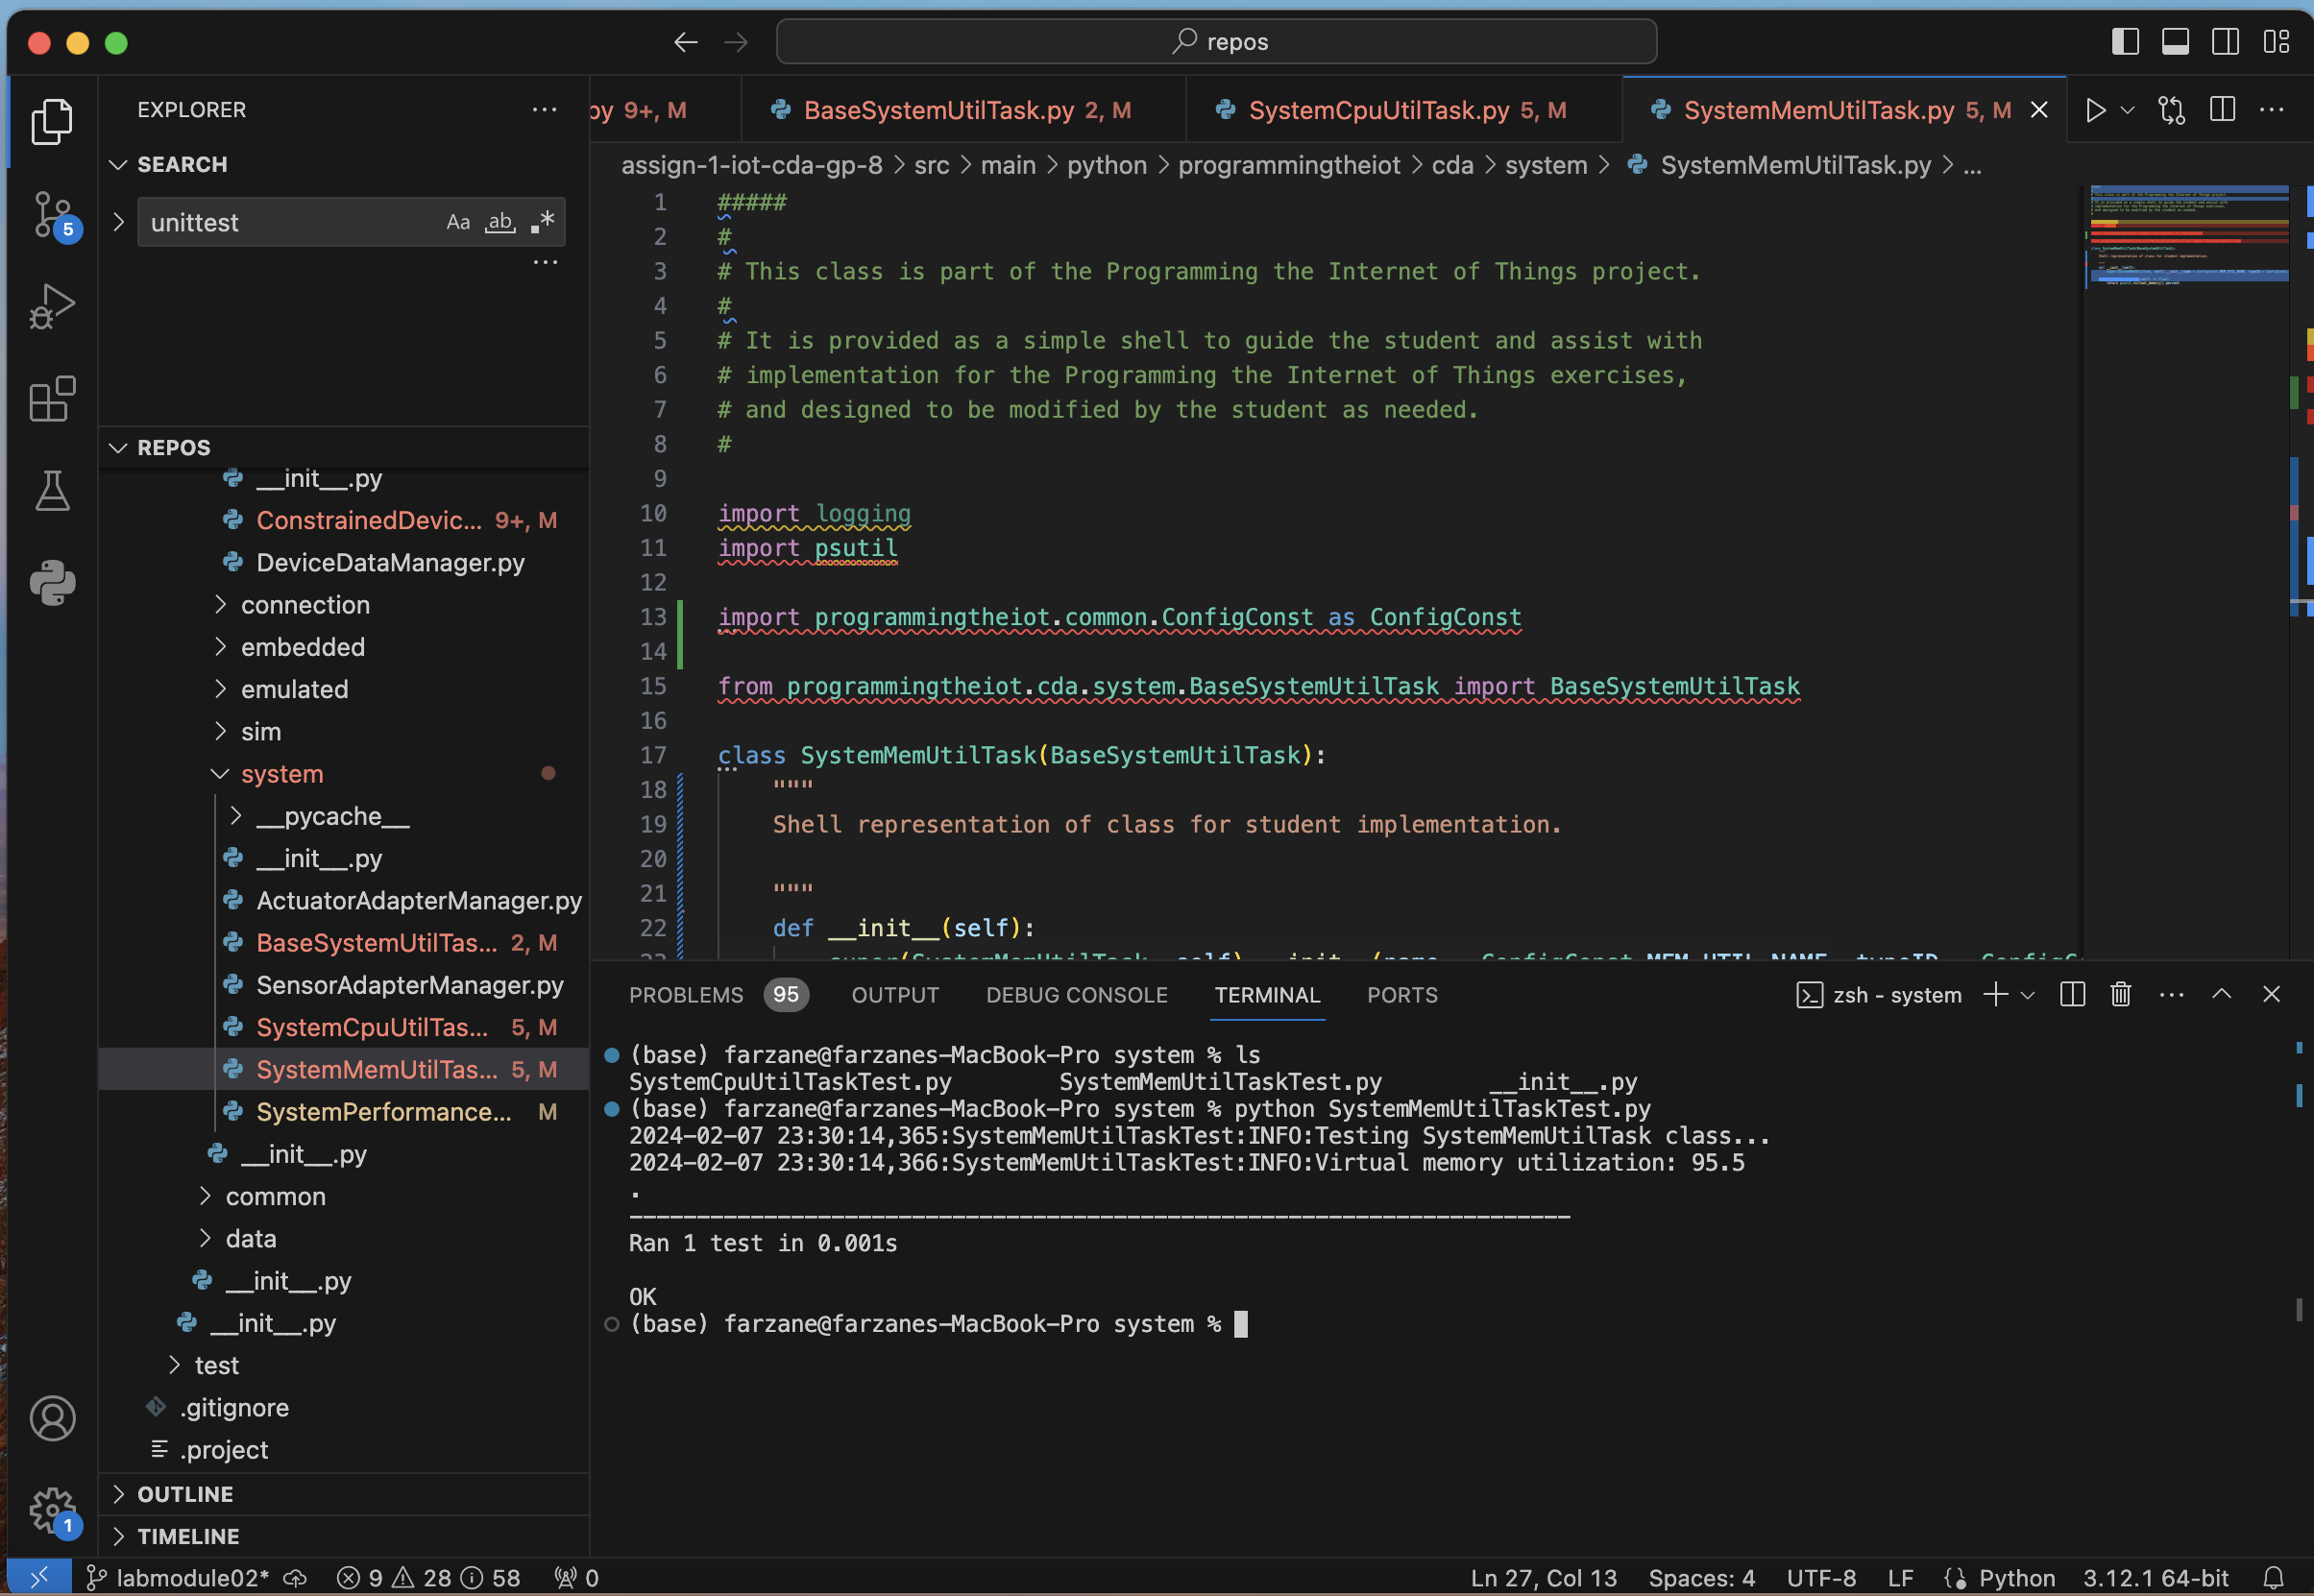 repos
EXPLORER
SEARCH
unittest
Aa ab .*
5
REPOS
__init__.py
ConstrainedDevic... 9+, M
DeviceDataManager.py
connection
embedded
emulated
sim
system
__pycache__
__init__.py
ActuatorAdapterManager.py
BaseSystemUtilTas... 2, M
SensorAdapterManager.py
SystemCpuUtilTas... 5, M
SystemMemUtilTas... 5, M
SystemPerformance... M
__init__.py
common
data
__init__.py
__init__.py
test
.gitignore
.project
OUTLINE
TIMELINE
1
py 9+, M
BaseSystemUtilTask.py 2, M
SystemCpuUtilTask.py 5, M
SystemMemUtilTask.py 5, M
assign-1-iot-cda-gp-8 > src > main > python > programmingtheiot > cda > system > SystemMemUtilTask.py > ...
1 #####
2 #
3 # This class is part of the Programming the Internet of Things project.
4 #
5 # It is provided as a simple shell to guide the student and assist with
6 # implementation for the Programming the Internet of Things exercises,
7 # and designed to be modified by the student as needed.
8 #
9
10 import logging
11 import psutil
12
13 import programmingtheiot.common.ConfigConst as ConfigConst
14
15 from programmingtheiot.cda.system.BaseSystemUtilTask import BaseSystemUtilTask
16
17 class SystemMemUtilTask(BaseSystemUtilTask):
18 """
19 Shell representation of class for student implementation.
20
21 """
22 def __init__(self):
PROBLEMS 95 OUTPUT DEBUG CONSOLE TERMINAL PORTS
zsh - system
(base) farzane@farzanes-MacBook-Pro system % ls
SystemCpuUtilTaskTest.py SystemMemUtilTaskTest.py __init__.py
(base) farzane@farzanes-MacBook-Pro system % python SystemMemUtilTaskTest.py
2024-02-07 23:30:14,365:SystemMemUtilTaskTest:INFO:Testing SystemMemUtilTask class...
2024-02-07 23:30:14,366:SystemMemUtilTaskTest:INFO:Virtual memory utilization: 95.5
.
----------------------------------------------------------------------
Ran 1 test in 0.001s
OK
(base) farzane@farzanes-MacBook-Pro system %
labmodule02* 9 28 58 0
Ln 27, Col 13 Spaces: 4 UTF-8 LF Python 3.12.1 64-bit